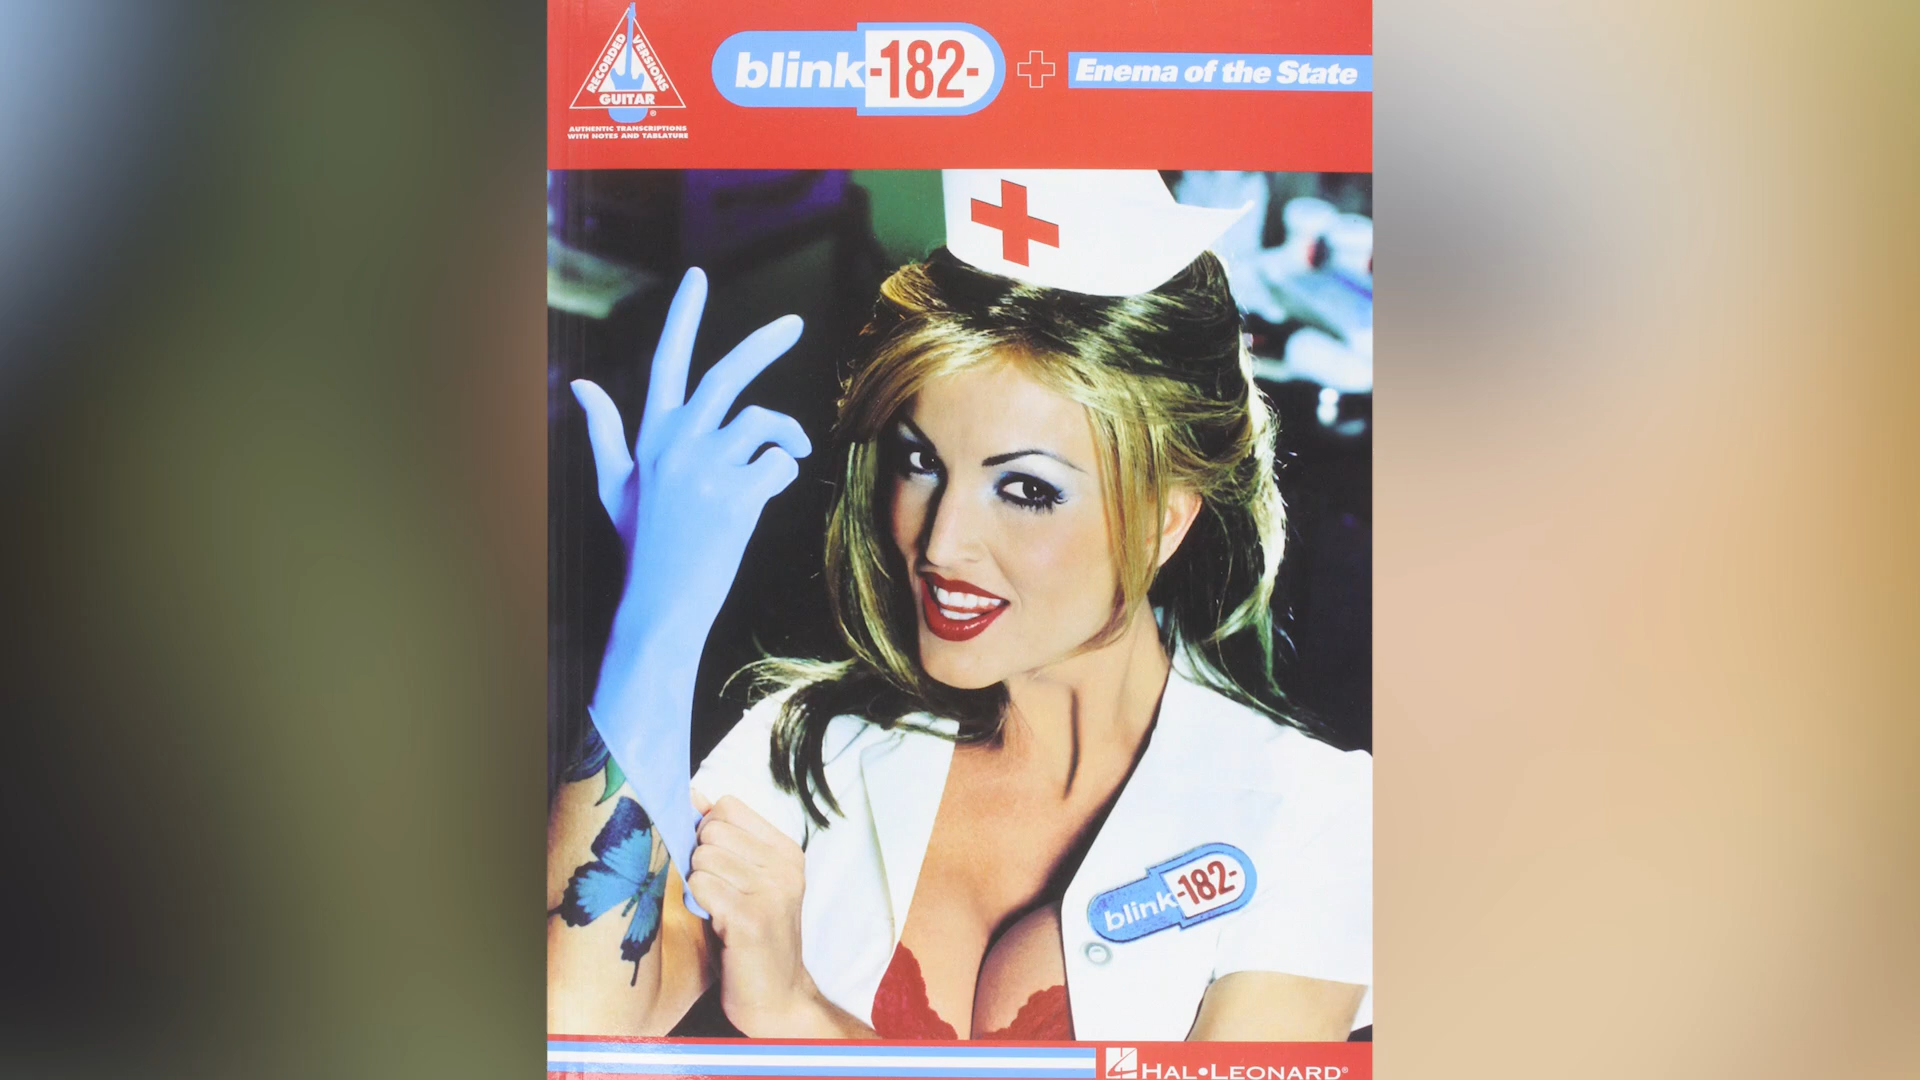 RECORDED VERSIONS
GUITAR®
AUTHENTIC TRANSCRIPTIONS
WITH NOTES AND TABLATURE
blink-182-
Enema of the State
blink-182-
HAL•LEONARD®